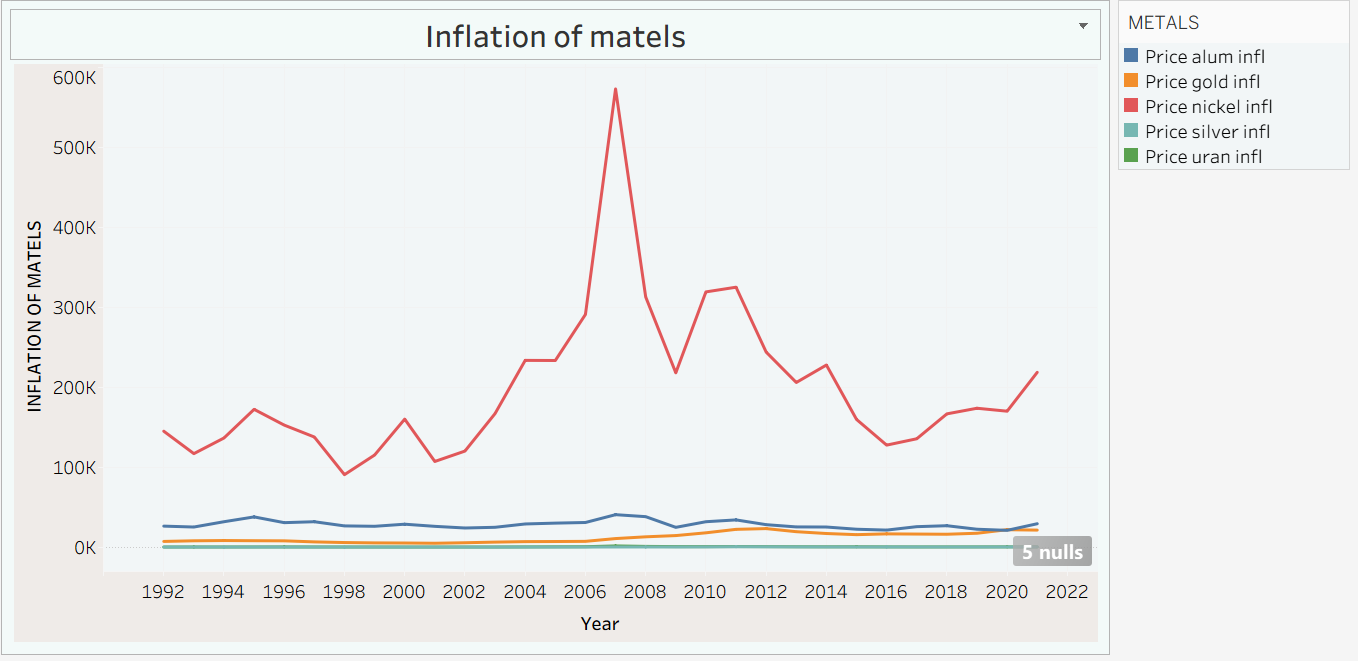 Inflation of matels
METALS
Price alum infl
Price gold infl
Price nickel infl
Price silver infl
Price uran infl
INFLATION OF MATELS
600K
500K
400K
300K
200K
100K
0K
5 nulls
1992 1994 1996 1998 2000 2002 2004 2006 2008 2010 2012 2014 2016 2018 2020 2022
Year